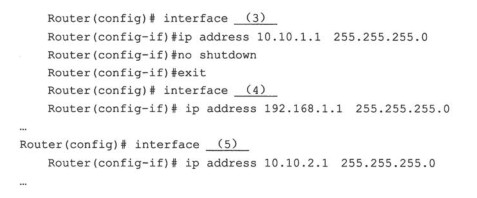 Router(config)# interface (3)
Router(config-if)#ip address 10.10.1.1 255.255.255.0
Router(config-if)#no shutdown
Router(config-if)#exit
Router(config)# interface (4)
Router(config-if)# ip address 192.168.1.1 255.255.255.0
…
Router(config)# interface (5)
Router(config-if)# ip address 10.10.2.1 255.255.255.0
…